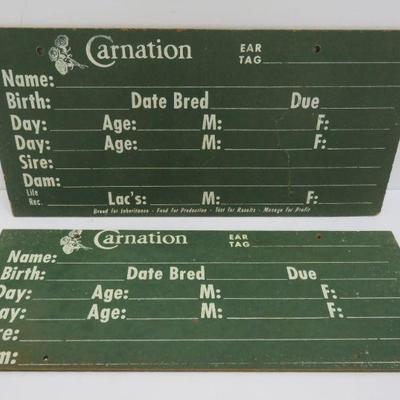 Carnation EAR
TAG
Name:
Birth: Date Bred Due
Day: Age: M: F:
Day: Age: M: F:
Sire:
Dam:
Life
Rec. Lac's: M: F:
Breed for Inheritance - Feed for Production - Test for Results - Manage for Profit
Carnation EAR
TAG
Name:
Birth: Date Bred Due
Day: Age: M: F:
ay: Age: M: F:
ire:
m: